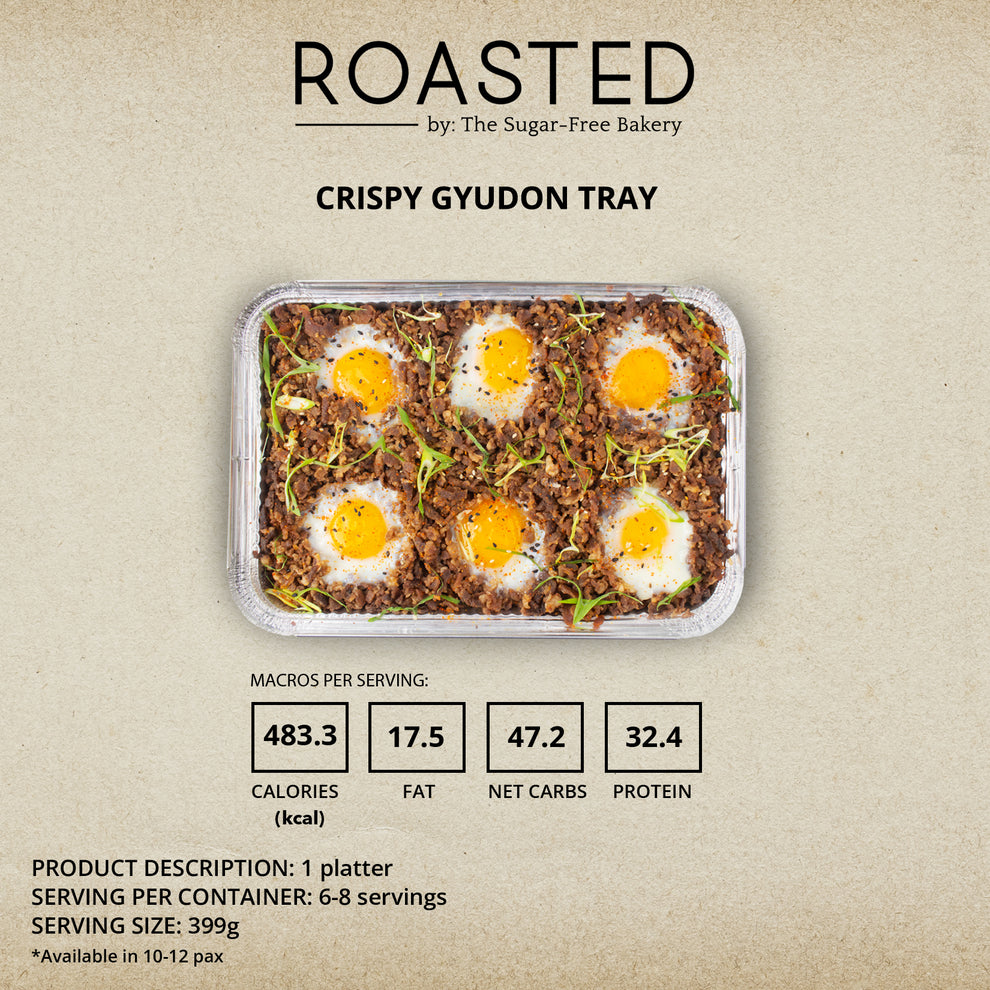 ROASTED
by: The Sugar-Free Bakery
CRISPY GYUDON TRAY
MACROS PER SERVING:
483.3 17.5 47.2 32.4
CALORIES FAT NET CARBS PROTEIN
(kcal)
PRODUCT DESCRIPTION: 1 platter
SERVING PER CONTAINER: 6-8 servings
SERVING SIZE: 399g
*Available in 10-12 pax